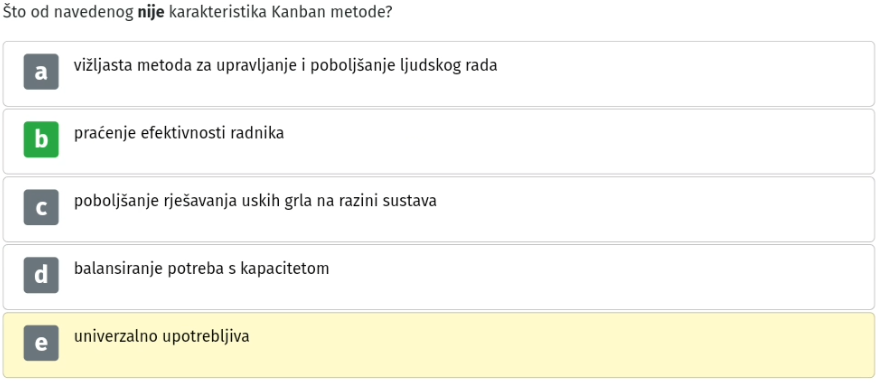 Što od navedenog nije karakteristika Kanban metode?
a vižljasta metoda za upravljanje i poboljšanje ljudskog rada
b praćenje efektivnosti radnika
c poboljšanje rješavanja uskih grla na razini sustava
d balansiranje potreba s kapacitetom
e univerzalno upotrebljiva